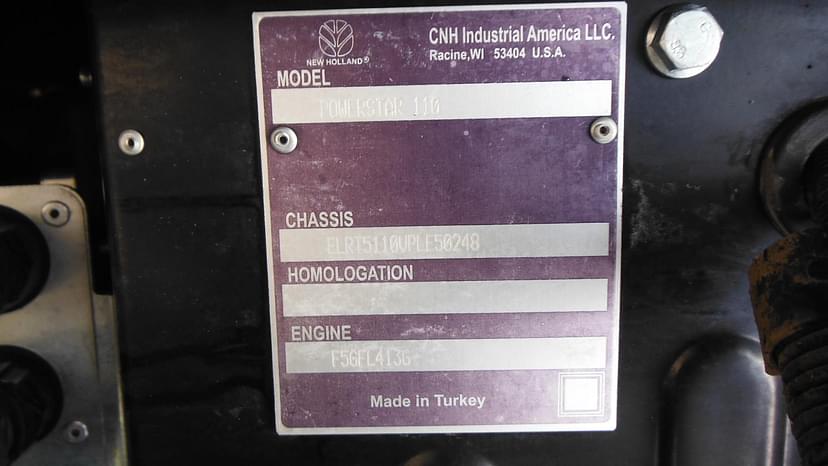 NEW HOLLAND®
CNH Industrial America LLC.
Racine,WI 53404 U.S.A.
MODEL
POWERSTAR 110
CHASSIS
ELRT5110VPLE50248
HOMOLOGATION
ENGINE
F5GFL413G
Made in Turkey